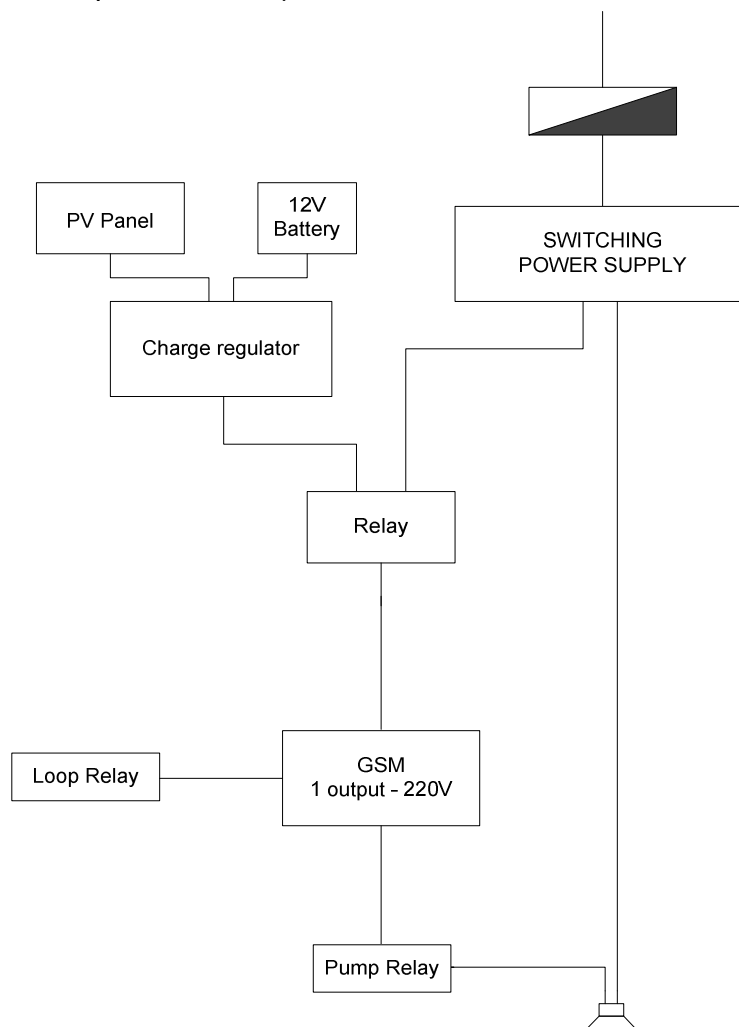 PV Panel
12V
Battery
SWITCHING
POWER SUPPLY
Charge regulator
Relay
GSM
1 output - 220V
Loop Relay
Pump Relay